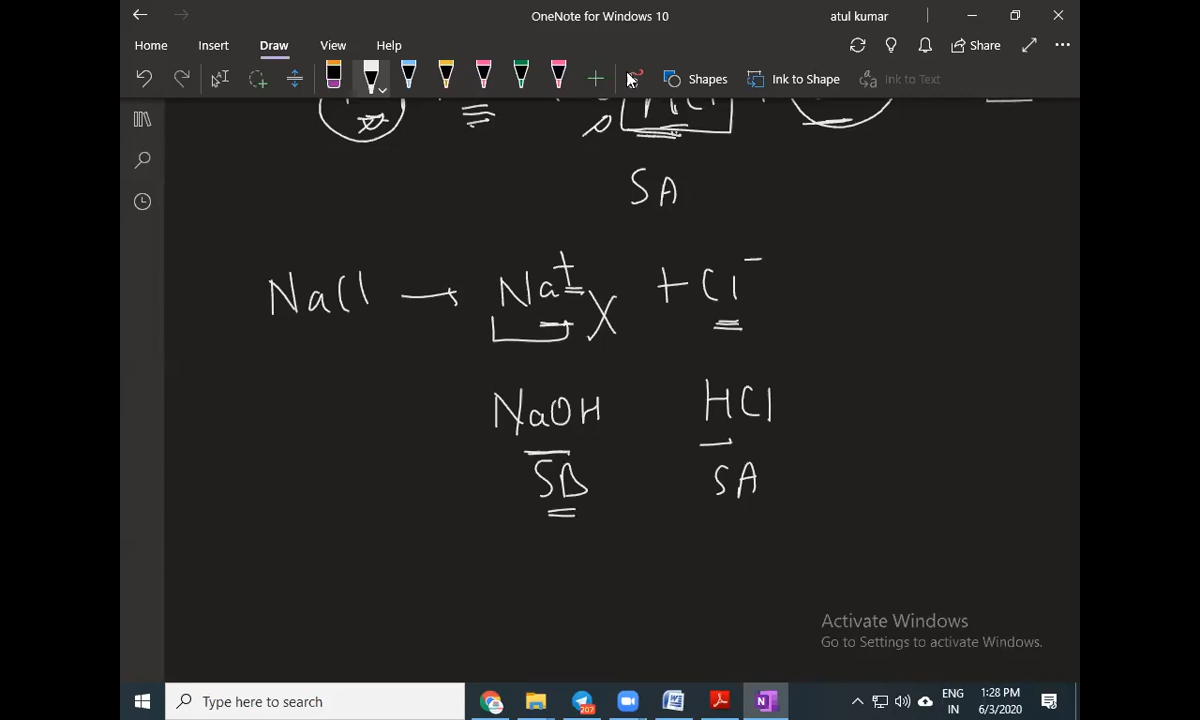 OneNote for Windows 10
atul kumar
Home Insert Draw View Help
Share
Shapes Ink to Shape Ink to Text
HCl
SA
NaCl → Na⁺ X + Cl⁻
NaOH HCl
SB SA
Activate Windows
Go to Settings to activate Windows.
Type here to search
207
ENG
IN
1:28 PM
6/3/2020